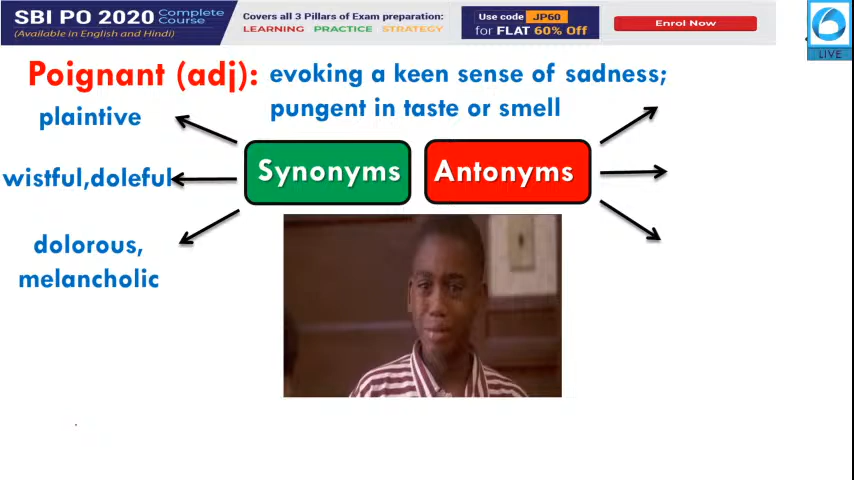 SBI PO 2020 Complete Course
(Available in English and Hindi)
Covers all 3 Pillars of Exam preparation:
LEARNING PRACTICE STRATEGY
Use code JP60
for FLAT 60% Off
Enrol Now
LIVE
Poignant (adj): evoking a keen sense of sadness;
pungent in taste or smell
plaintive
Synonyms
Antonyms
wistful,doleful
dolorous,
melancholic